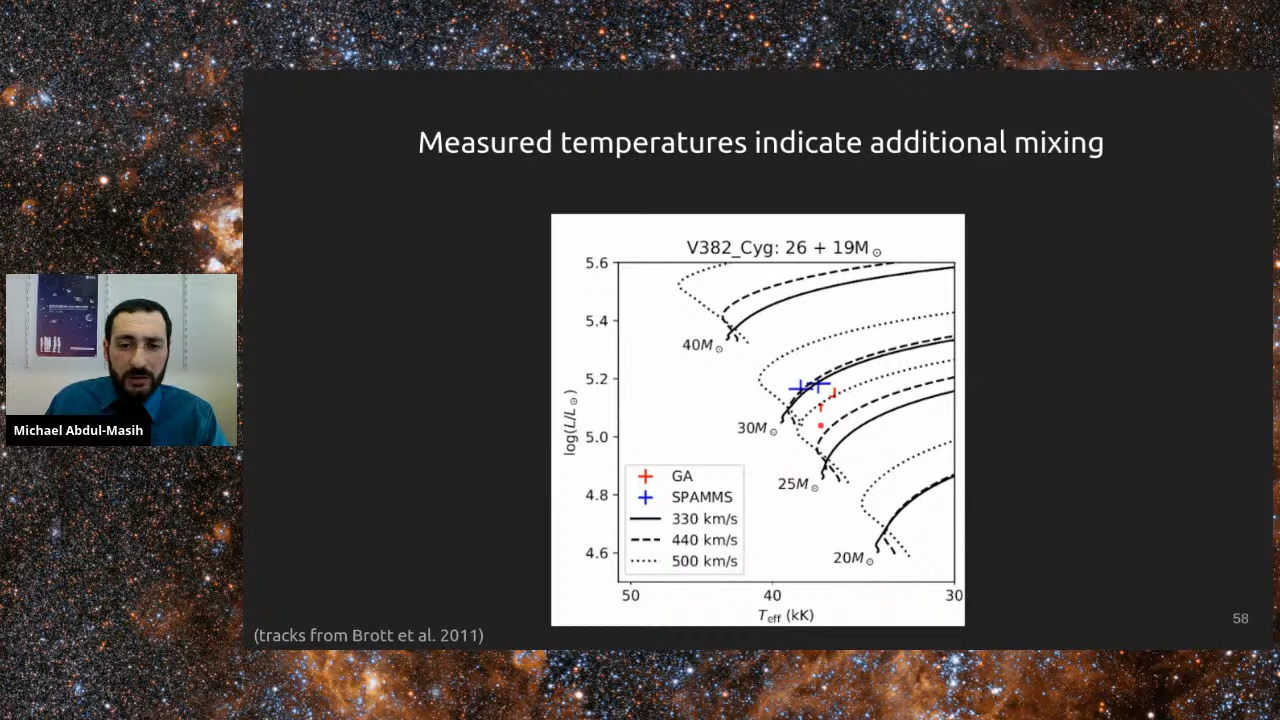 Measured temperatures indicate additional mixing
V382_Cyg: 26 + 19M⊙
5.6
5.4
5.2
5.0
4.8
4.6
log(L/L⊙)
40M⊙
30M⊙
25M⊙
20M⊙
GA
SPAMMS
330 km/s
440 km/s
500 km/s
50 40 30
Teff (kK)
58
(tracks from Brott et al. 2011)
Michael Abdul-Masih